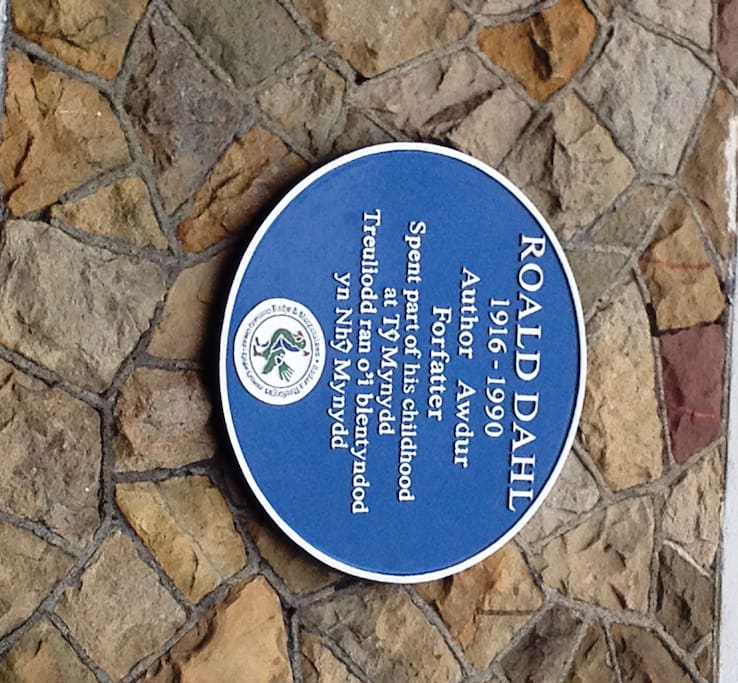 ROALD DAHL
1916 - 1990
Author Awdur
Forfatter
Spent part of his childhood
at Tŷ Mynydd
Treuliodd ran o'i blentyndod
yn Nhŷ Mynydd